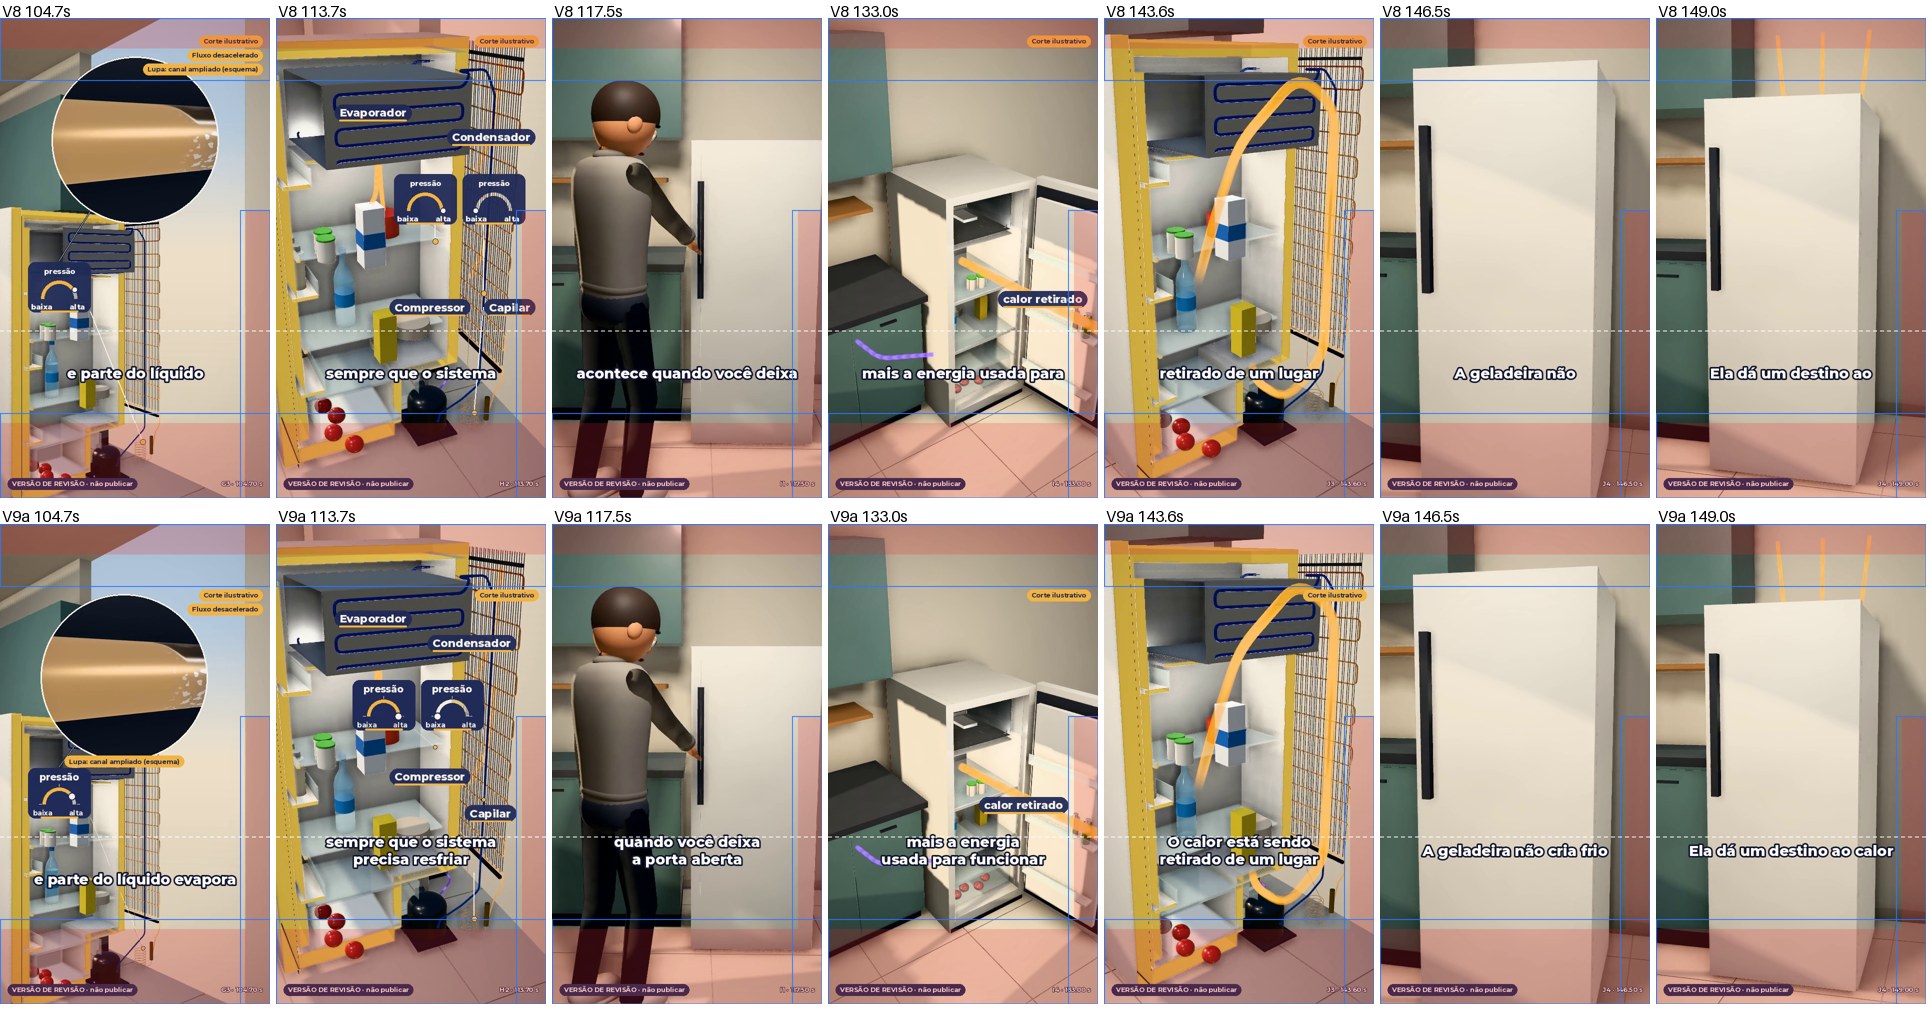 V8 104.7s
Corte ilustrativo
Fluxo desacelerado
Lupa: canal ampliado (esquema)
pressão
baixa alta
e parte do líquido
VERSÃO DE REVISÃO - não publicar
V8 113.7s
Corte ilustrativo
Evaporador
Condensador
pressão pressão
baixa alta baixa alta
Compressor Capilar
sempre que o sistema
VERSÃO DE REVISÃO - não publicar
V8 117.5s
acontece quando você deixa
VERSÃO DE REVISÃO - não publicar
V8 133.0s
Corte ilustrativo
calor retirado
mais a energia usada para
VERSÃO DE REVISÃO - não publicar
V8 143.6s
Corte ilustrativo
retirado de um lugar
VERSÃO DE REVISÃO - não publicar
V8 146.5s
A geladeira não
VERSÃO DE REVISÃO - não publicar
V8 149.0s
Ela dá um destino ao
VERSÃO DE REVISÃO - não publicar
V9a 104.7s
Corte ilustrativo
Fluxo desacelerado
Lupa: canal ampliado (esquema)
pressão
baixa alta
e parte do líquido evapora
VERSÃO DE REVISÃO - não publicar
V9a 113.7s
Corte ilustrativo
Evaporador
Condensador
pressão pressão
baixa alta baixa alta
Compressor
Capilar
sempre que o sistema
precisa resfriar
VERSÃO DE REVISÃO - não publicar
V9a 117.5s
quando você deixa
a porta aberta
VERSÃO DE REVISÃO - não publicar
V9a 133.0s
Corte ilustrativo
calor retirado
mais a energia
usada para funcionar
VERSÃO DE REVISÃO - não publicar
V9a 143.6s
Corte ilustrativo
O calor está sendo
retirado de um lugar
VERSÃO DE REVISÃO - não publicar
V9a 146.5s
A geladeira não cria frio
VERSÃO DE REVISÃO - não publicar
V9a 149.0s
Ela dá um destino ao calor
VERSÃO DE REVISÃO - não publicar